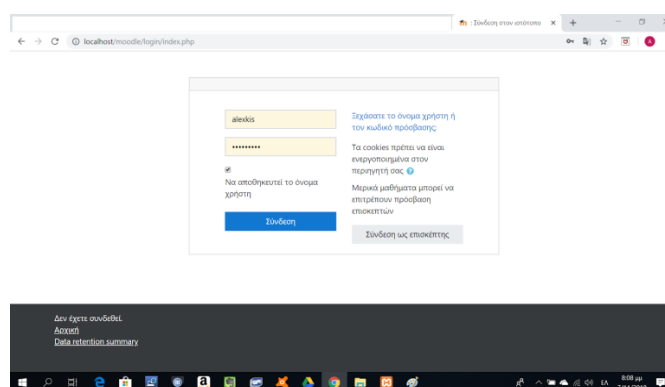 : Σύνδεση στον ιστότοπο
localhost/moodle/login/index.php
alexkis
Ξεχάσατε το όνομα χρήστη ή
τον κωδικό πρόσβασης;
•••••••••
Τα cookies πρέπει να είναι
ενεργοποιημένα στον
περιηγητή σας
Να αποθηκευτεί το όνομα
χρήστη
Μερικά μαθήματα μπορεί να
επιτρέπουν πρόσβαση
επισκεπτών
Σύνδεση
Σύνδεση ως επισκέπτης
Δεν έχετε συνδεθεί.
Αρχική
Data retention summary
8:08 μμ
ΕΛ